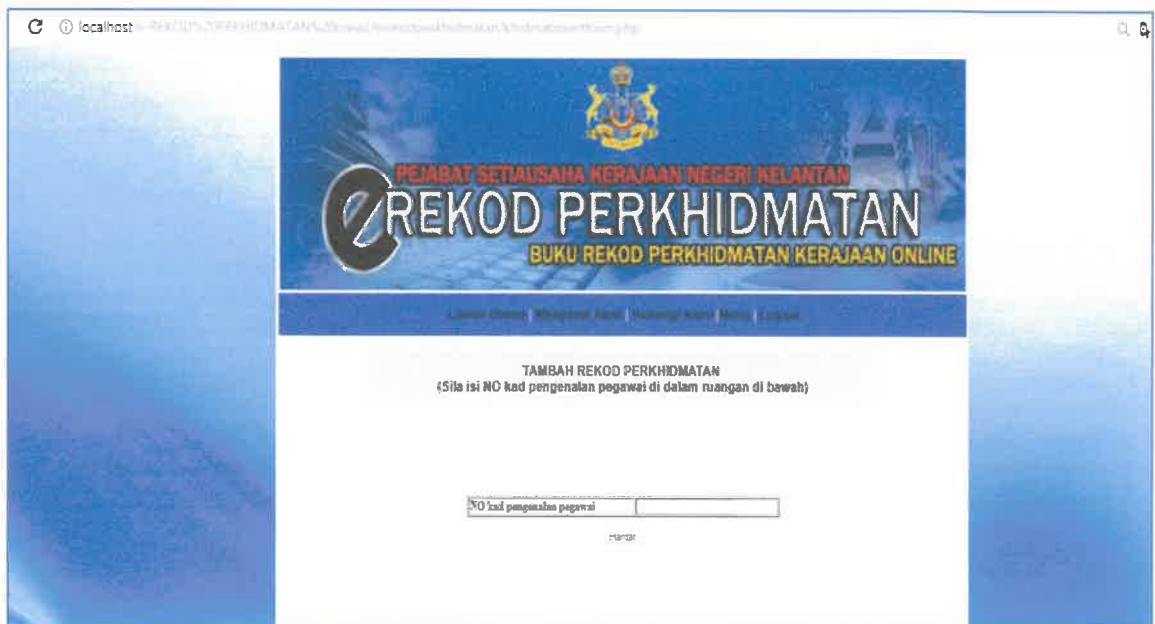 localhost
PEJABAT SETIAUSAHA KERAJAAN NEGERI KELANTAN
eREKOD PERKHIDMATAN
BUKU REKOD PERKHIDMATAN KERAJAAN ONLINE
TAMBAH REKOD PERKHIDMATAN
(Sila isi NO kad pengenalan pegawai di dalam ruangan di bawah)
NO kad pengenalan pegawai
Hantar